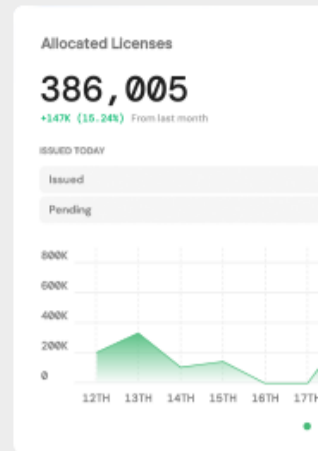 Allocated Licenses
386,005
+147K (15.24%) From last month
ISSUED TODAY
Issued
Pending
800K
600K
400K
200K
0
12TH 13TH 14TH 15TH 16TH 17TH